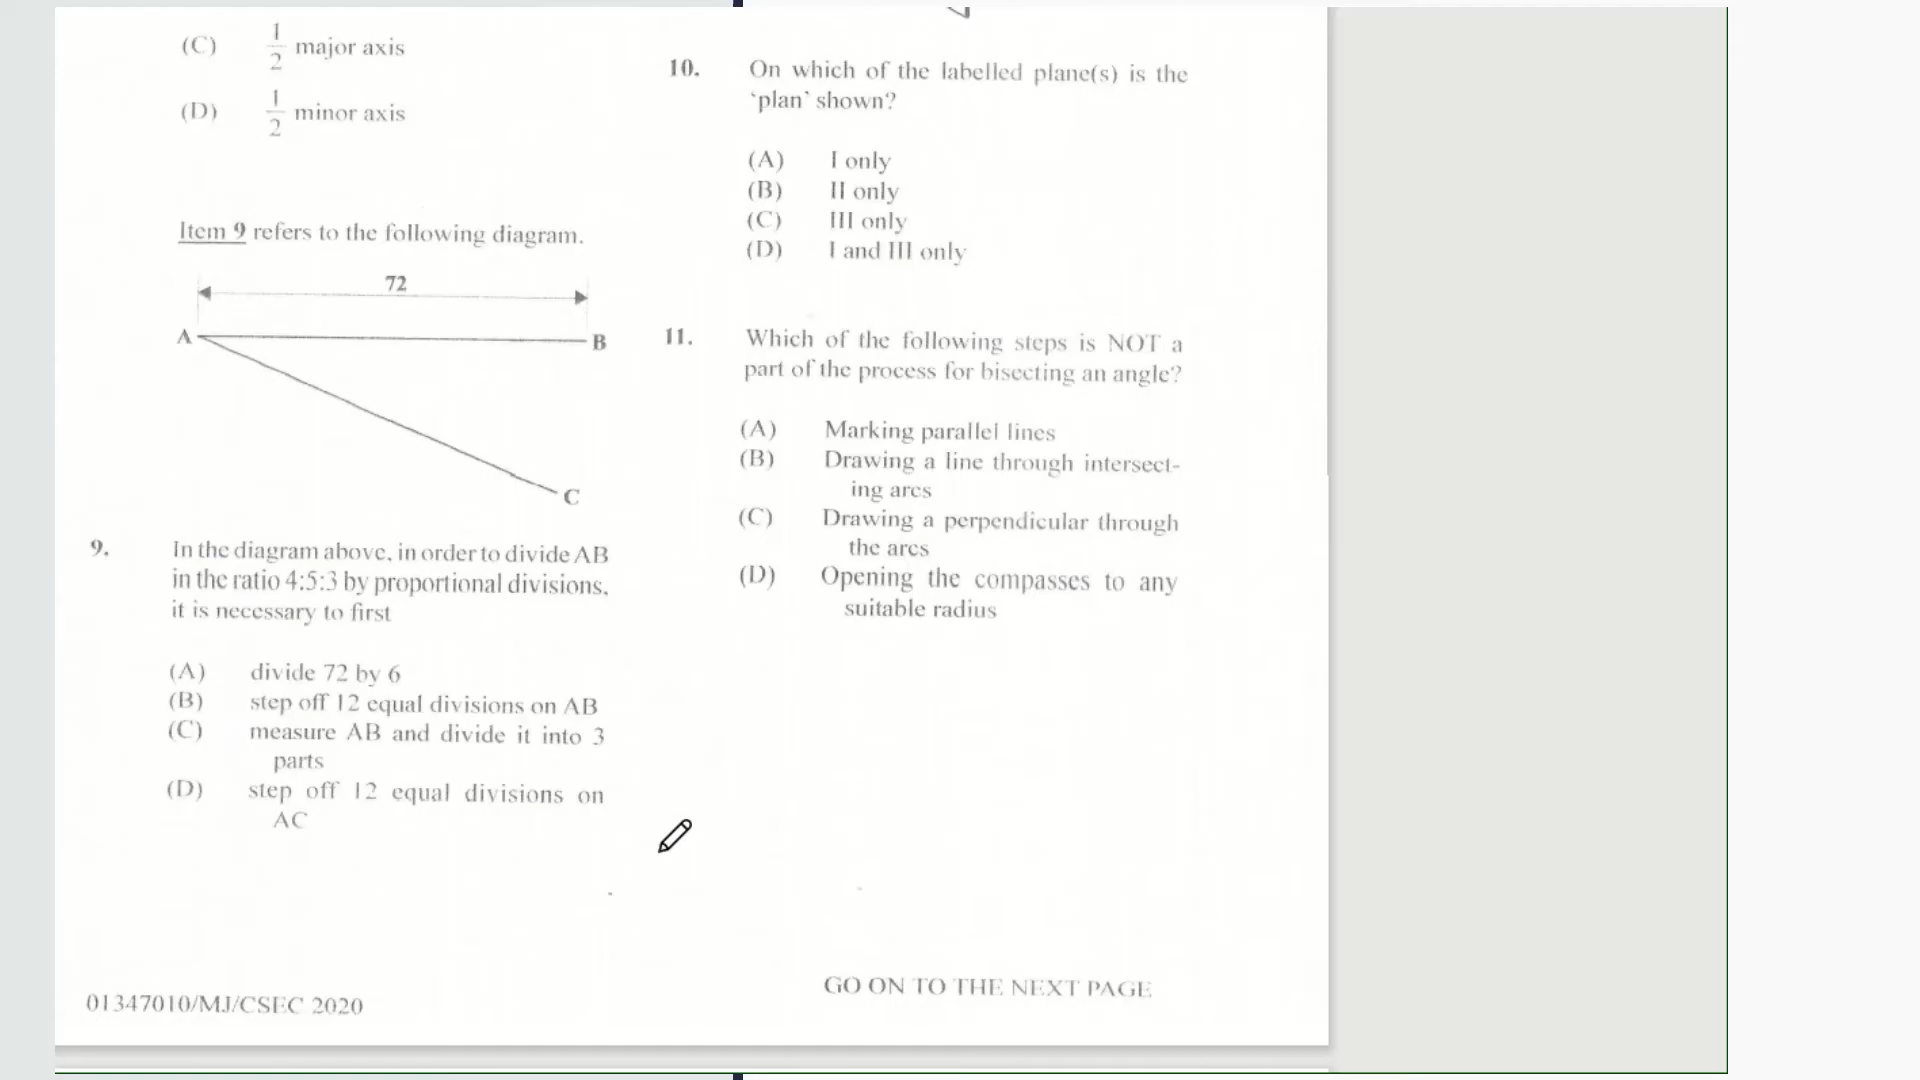 (C) 1/2 major axis
(D) 1/2 minor axis
Item 9 refers to the following diagram.
72
A
B
C
9. In the diagram above, in order to divide AB
in the ratio 4:5:3 by proportional divisions,
it is necessary to first
(A) divide 72 by 6
(B) step off 12 equal divisions on AB
(C) measure AB and divide it into 3
parts
(D) step off 12 equal divisions on
AC
01347010/MJ/CSEC 2020
10. On which of the labelled plane(s) is the
'plan' shown?
(A) I only
(B) II only
(C) III only
(D) I and III only
11. Which of the following steps is NOT a
part of the process for bisecting an angle?
(A) Marking parallel lines
(B) Drawing a line through intersect-
ing arcs
(C) Drawing a perpendicular through
the arcs
(D) Opening the compasses to any
suitable radius
GO ON TO THE NEXT PAGE